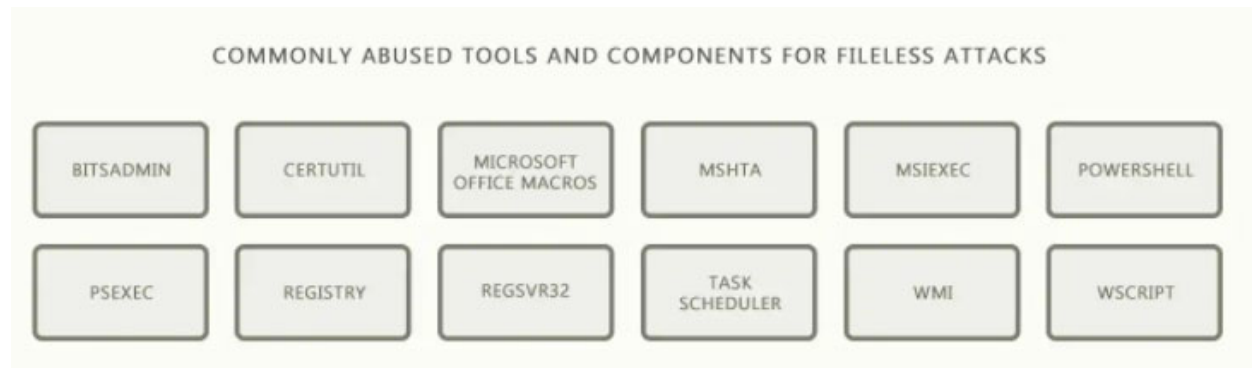 COMMONLY ABUSED TOOLS AND COMPONENTS FOR FILELESS ATTACKS
BITSADMIN
CERTUTIL
MICROSOFT
OFFICE MACROS
MSHTA
MSIEXEC
POWERSHELL
PSEXEC
REGISTRY
REGSVR32
TASK
SCHEDULER
WMI
WSCRIPT